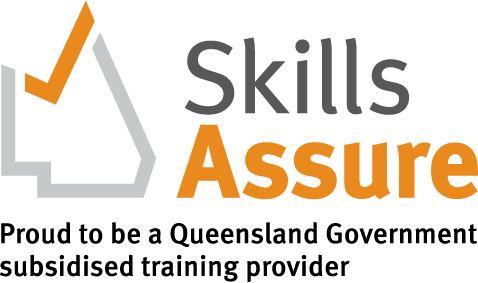 Skills
Assure
Proud to be a Queensland Government
subsidised training provider